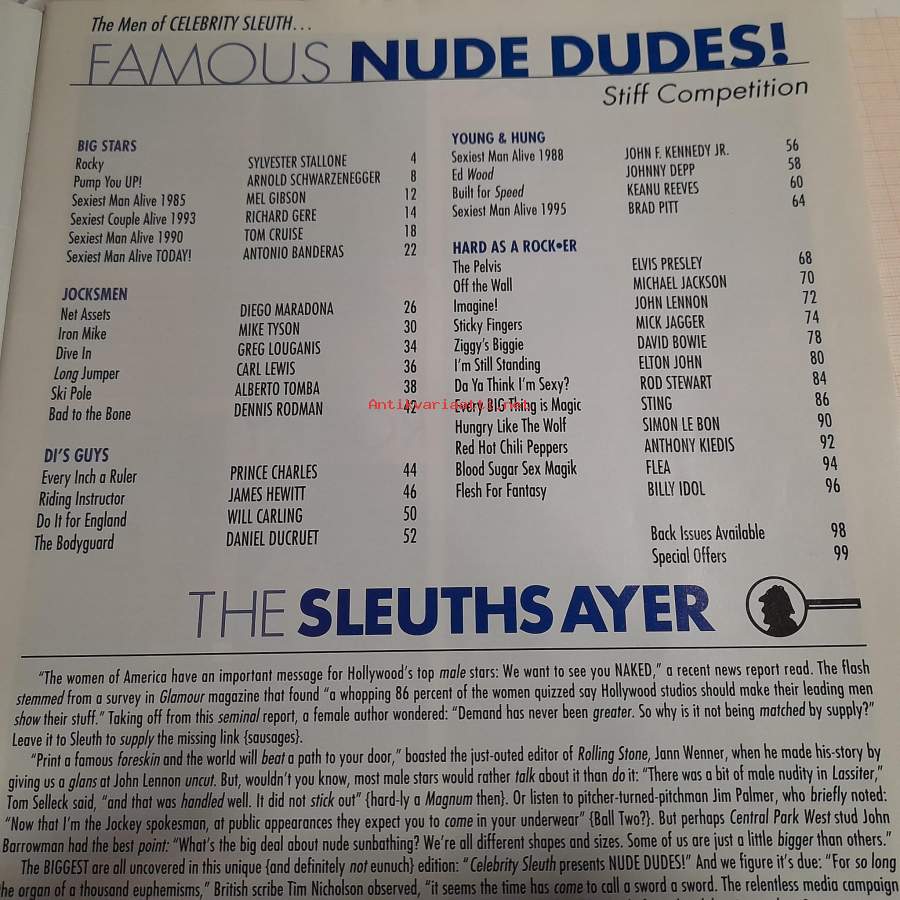 The Men of CELEBRITY SLEUTH...
FAMOUS NUDE DUDES!
Stiff Competition
BIG STARS
Rocky SYLVESTER STALLONE 4
Pump You UP! ARNOLD SCHWARZENEGGER 8
Sexiest Man Alive 1985 MEL GIBSON 12
Sexiest Couple Alive 1993 RICHARD GERE 14
Sexiest Man Alive 1990 TOM CRUISE 18
Sexiest Man Alive TODAY! ANTONIO BANDERAS 22
JOCKSMEN
Net Assets DIEGO MARADONA 26
Iron Mike MIKE TYSON 30
Dive In GREG LOUGANIS 34
Long Jumper CARL LEWIS 36
Ski Pole ALBERTO TOMBA 38
Bad to the Bone DENNIS RODMAN 42
DI'S GUYS
Every Inch a Ruler PRINCE CHARLES 44
Riding Instructor JAMES HEWITT 46
Do It for England WILL CARLING 50
The Bodyguard DANIEL DUCRUET 52
YOUNG & HUNG
Sexiest Man Alive 1988 JOHN F. KENNEDY JR. 56
Ed Wood JOHNNY DEPP 58
Built for Speed KEANU REEVES 60
Sexiest Man Alive 1995 BRAD PITT 64
HARD AS A ROCK•ER
The Pelvis ELVIS PRESLEY 68
Off the Wall MICHAEL JACKSON 70
Imagine! JOHN LENNON 72
Sticky Fingers MICK JAGGER 74
Ziggy's Biggie DAVID BOWIE 78
I'm Still Standing ELTON JOHN 80
Da Ya Think I'm Sexy? ROD STEWART 84
Every BIG Thing is Magic STING 86
Hungry Like The Wolf SIMON LE BON 90
Red Hot Chili Peppers ANTHONY KIEDIS 92
Blood Sugar Sex Magik FLEA 94
Flesh For Fantasy BILLY IDOL 96
Back Issues Available 98
Special Offers 99
Antikvariaatti.net
THE SLEUTHSAYER
"The women of America have an important message for Hollywood's top male stars: We want to see you NAKED," a recent news report read. The flash
stemmed from a survey in Glamour magazine that found "a whopping 86 percent of the women quizzed say Hollywood studios should make their leading men
show their stuff." Taking off from this seminal report, a female author wondered: "Demand has never been greater. So why is it not being matched by supply?"
Leave it to Sleuth to supply the missing link {sausages}.
"Print a famous foreskin and the world will beat a path to your door," boasted the just-outed editor of Rolling Stone, Jann Wenner, when he made his-story by
giving us a glans at John Lennon uncut. But, wouldn't you know, most male stars would rather talk about it than do it: "There was a bit of male nudity in Lassiter,"
Tom Selleck said, "and that was handled well. It did not stick out" {hard-ly a Magnum then}. Or listen to pitcher-turned-pitchman Jim Palmer, who briefly noted:
"Now that I'm the Jockey spokesman, at public appearances they expect you to come in your underwear" {Ball Two?}. But perhaps Central Park West stud John
Barrowman had the best point: "What's the big deal about nude sunbathing? We're all different shapes and sizes. Some of us are just a little bigger than others."
The BIGGEST are all uncovered in this unique {and definitely not eunuch} edition: "Celebrity Sleuth presents NUDE DUDES!" And we figure it's due: "For so long
the organ of a thousand euphemisms," British scribe Tim Nicholson observed, "it seems the time has come to call a sword a sword. The relentless media campaign